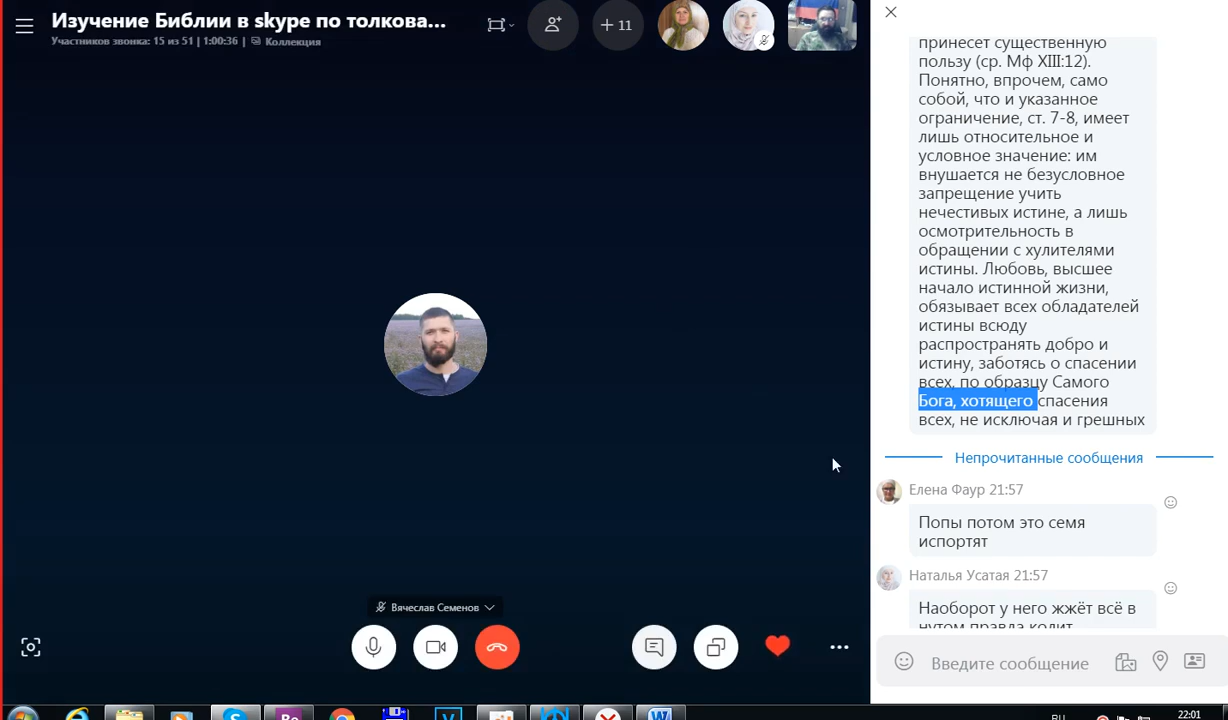 Изучение Библии в skype по толкова...
Участников звонка: 15 из 51 | 1:00:36 | Коллекция
+ 11
принесет существенную
пользу (ср. Мф XIII:12).
Понятно, впрочем, само
собой, что и указанное
ограничение, ст. 7-8, имеет
лишь относительное и
условное значение: им
внушается не безусловное
запрещение учить
нечестивых истине, а лишь
осмотрительность в
обращении с хулителями
истины. Любовь, высшее
начало истинной жизни,
обязывает всех обладателей
истины всюду
распространять добро и
истину, заботясь о спасении
всех, по образцу Самого
Бога, хотящего спасения
всех, не исключая и грешных
Непрочитанные сообщения
Елена Фаур 21:57
Попы потом это семя
испортят
Наталья Усатая 21:57
Наоборот у него жжёт всё в
нутом правда колит
Введите сообщение
Вячеслав Семенов
RU
22:01